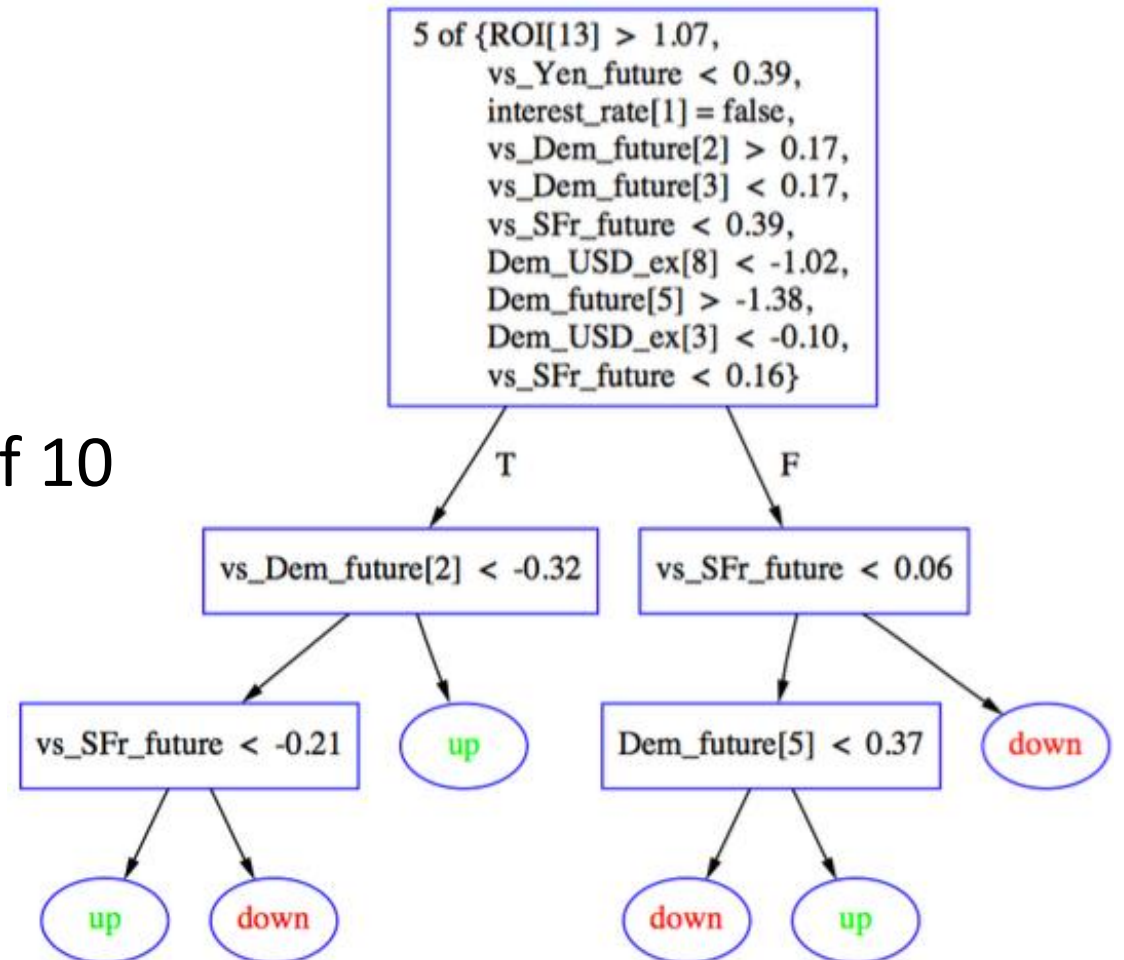 5 of {ROI[13] > 1.07,
vs_Yen_future < 0.39,
interest_rate[1] = false,
vs_Dem_future[2] > 0.17,
vs_Dem_future[3] < 0.17,
vs_SFr_future < 0.39,
Dem_USD_ex[8] < -1.02,
Dem_future[5] > -1.38,
Dem_USD_ex[3] < -0.10,
vs_SFr_future < 0.16}
f 10
T
F
vs_Dem_future[2] < -0.32
vs_SFr_future < 0.06
vs_SFr_future < -0.21
up
Dem_future[5] < 0.37
down
up
down
down
up